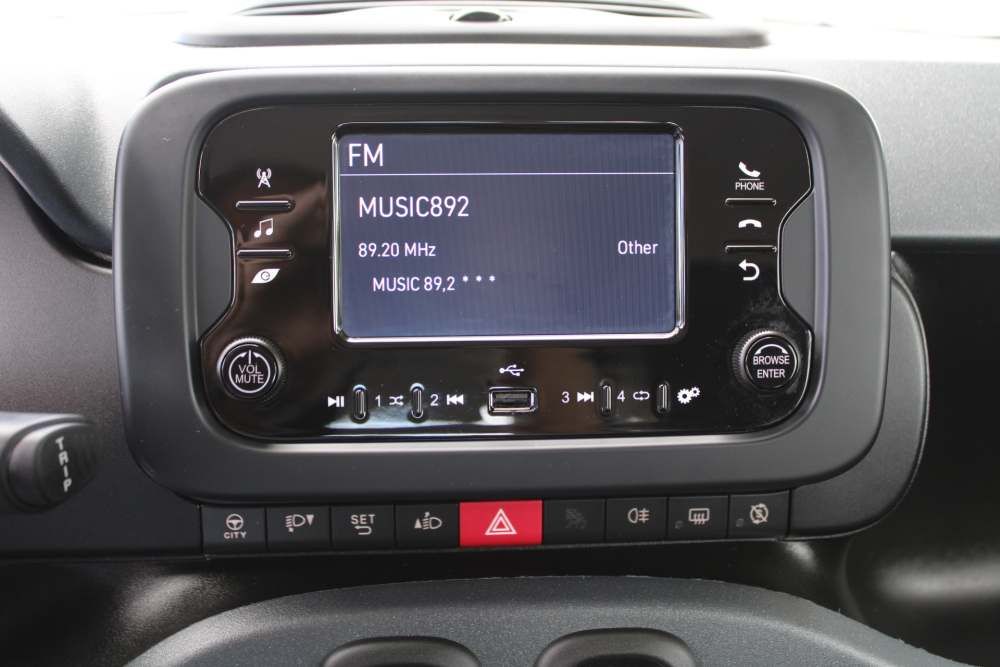 FM
MUSIC892
89.20 MHz
Other
MUSIC 89,2 * * *
PHONE
VOL
MUTE
BROWSE
ENTER
1
2
3
4
TRIP
CITY
SET